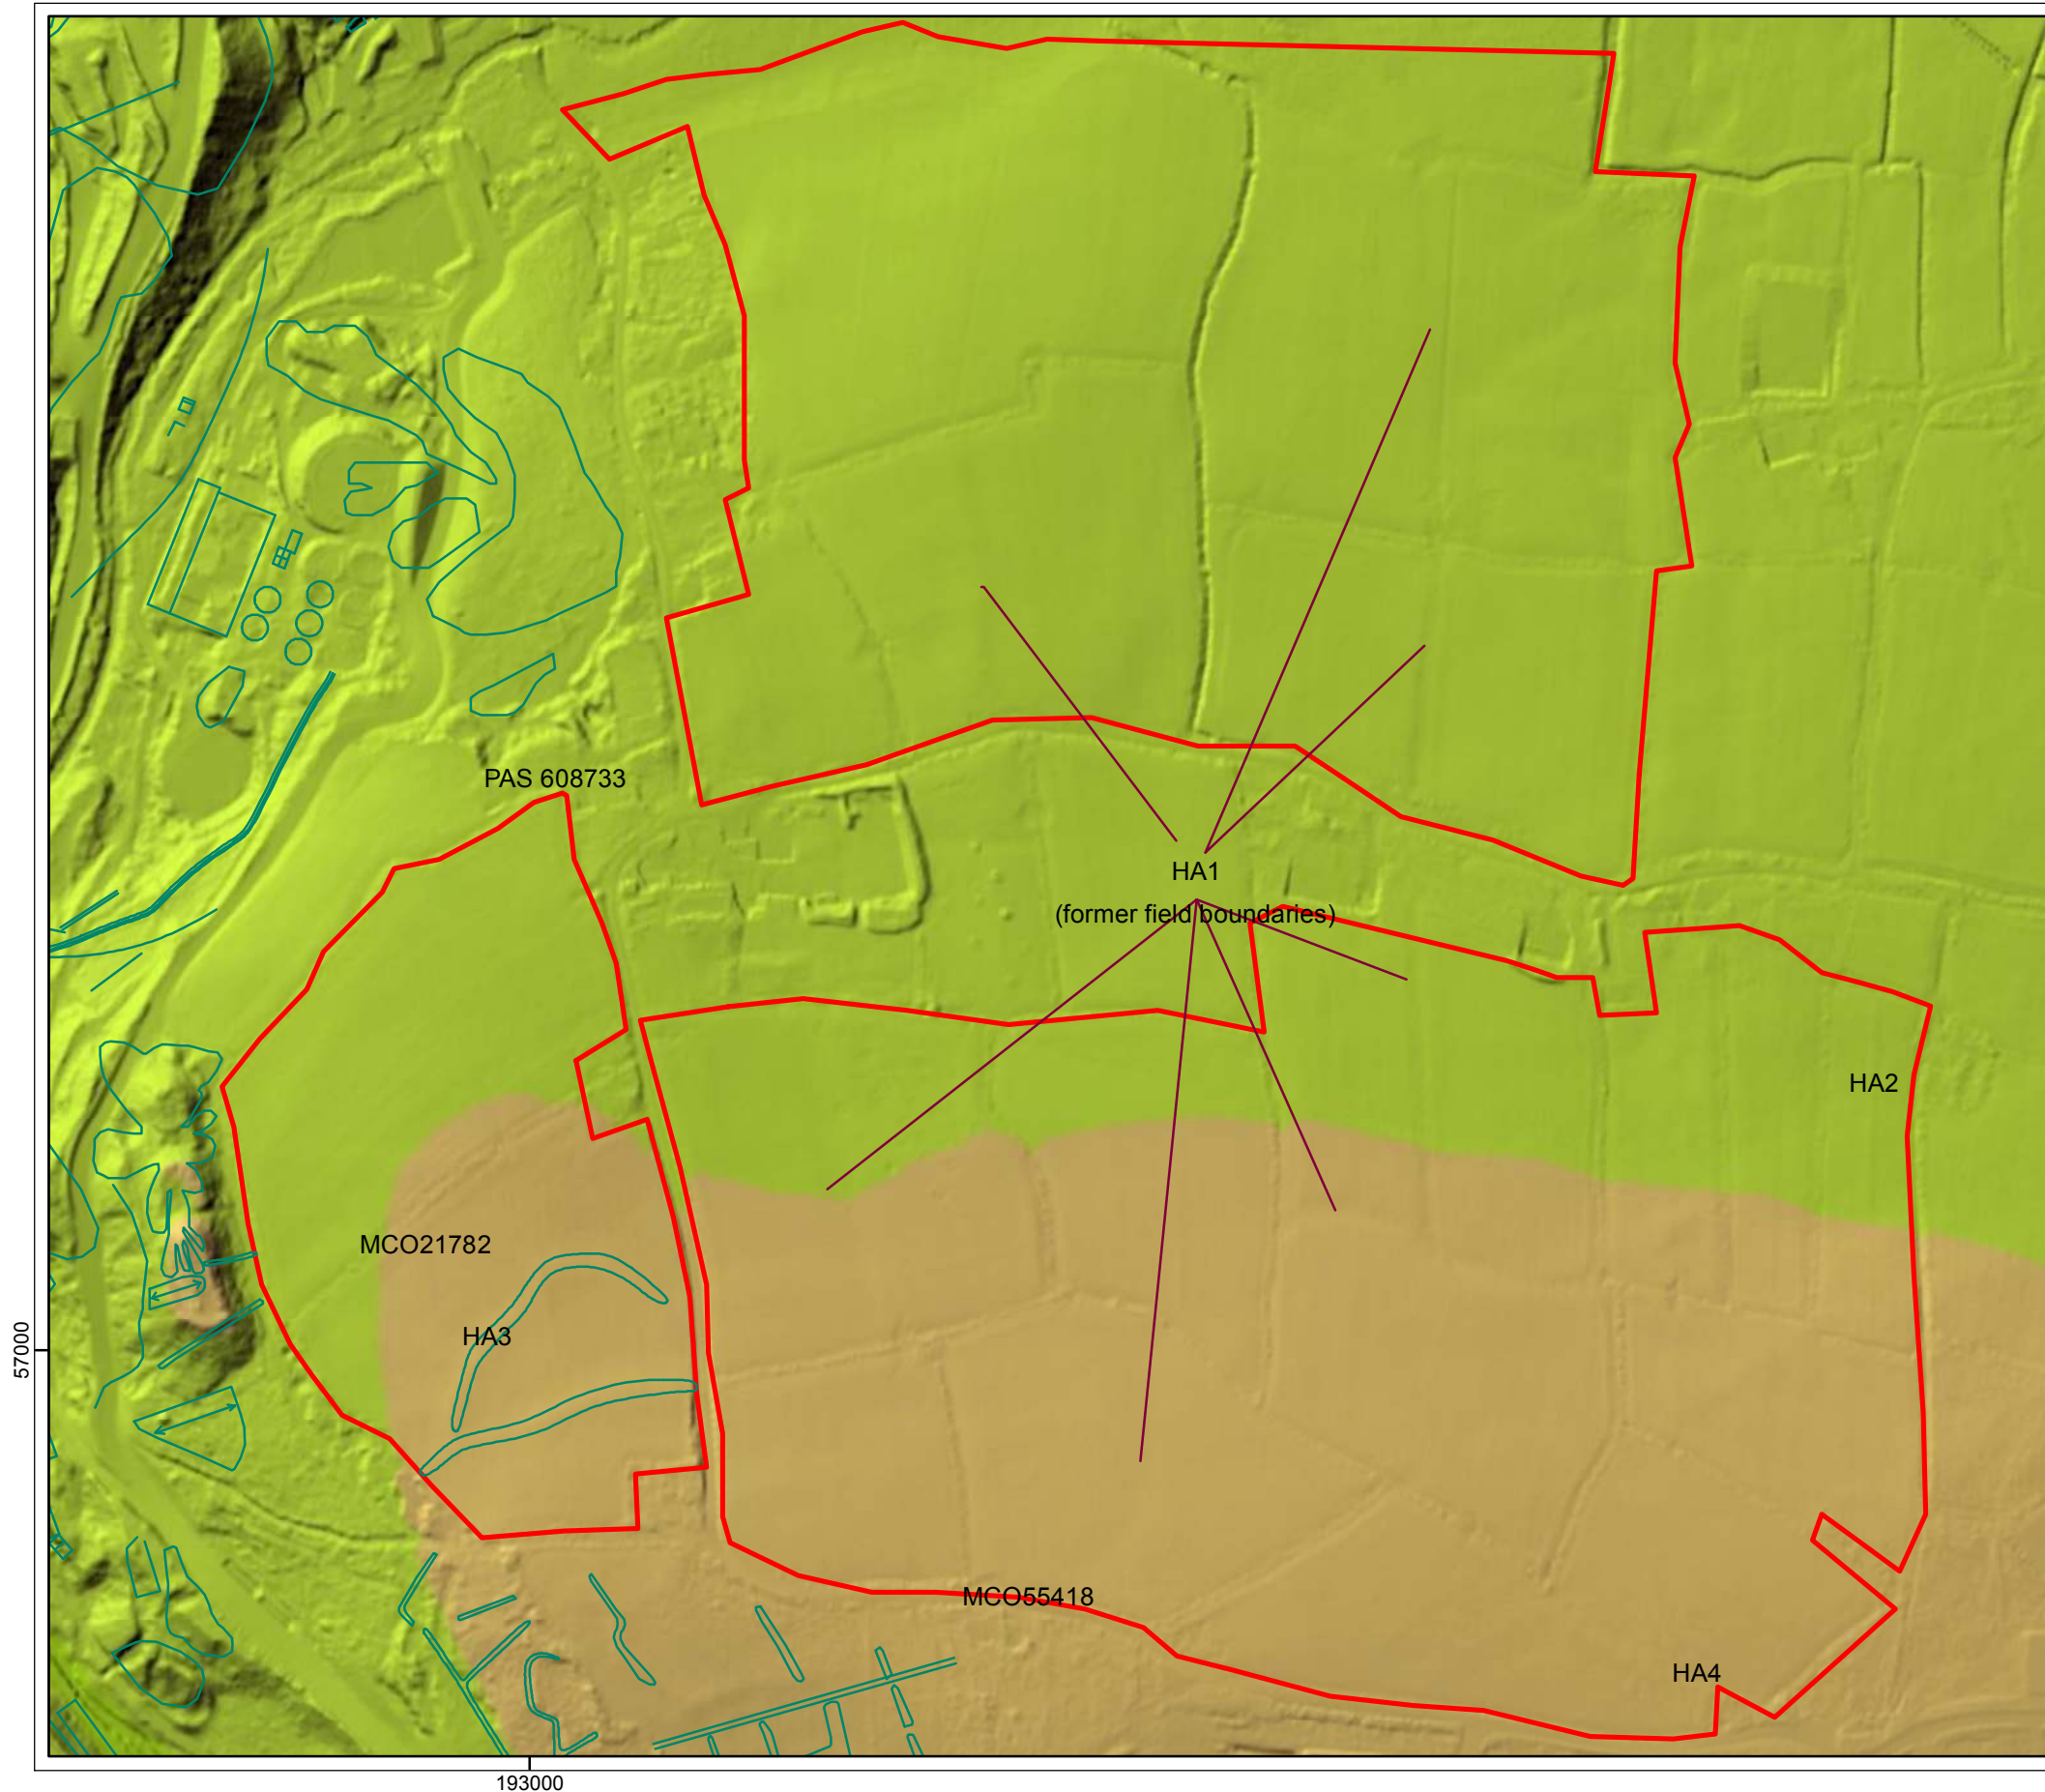 PAS 608733
HA1
(former field boundaries)
HA2
MCO21782
HA3
57000
MCO55418
HA4
193000